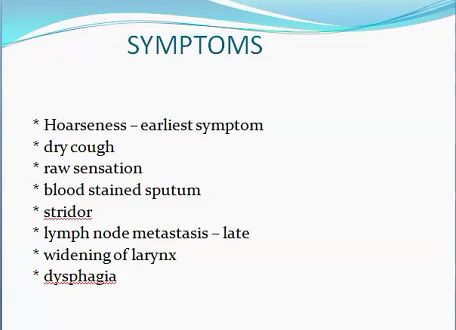 SYMPTOMS
* Hoarseness – earliest symptom
* dry cough
* raw sensation
* blood stained sputum
* stridor
* lymph node metastasis – late
* widening of larynx
* dysphagia